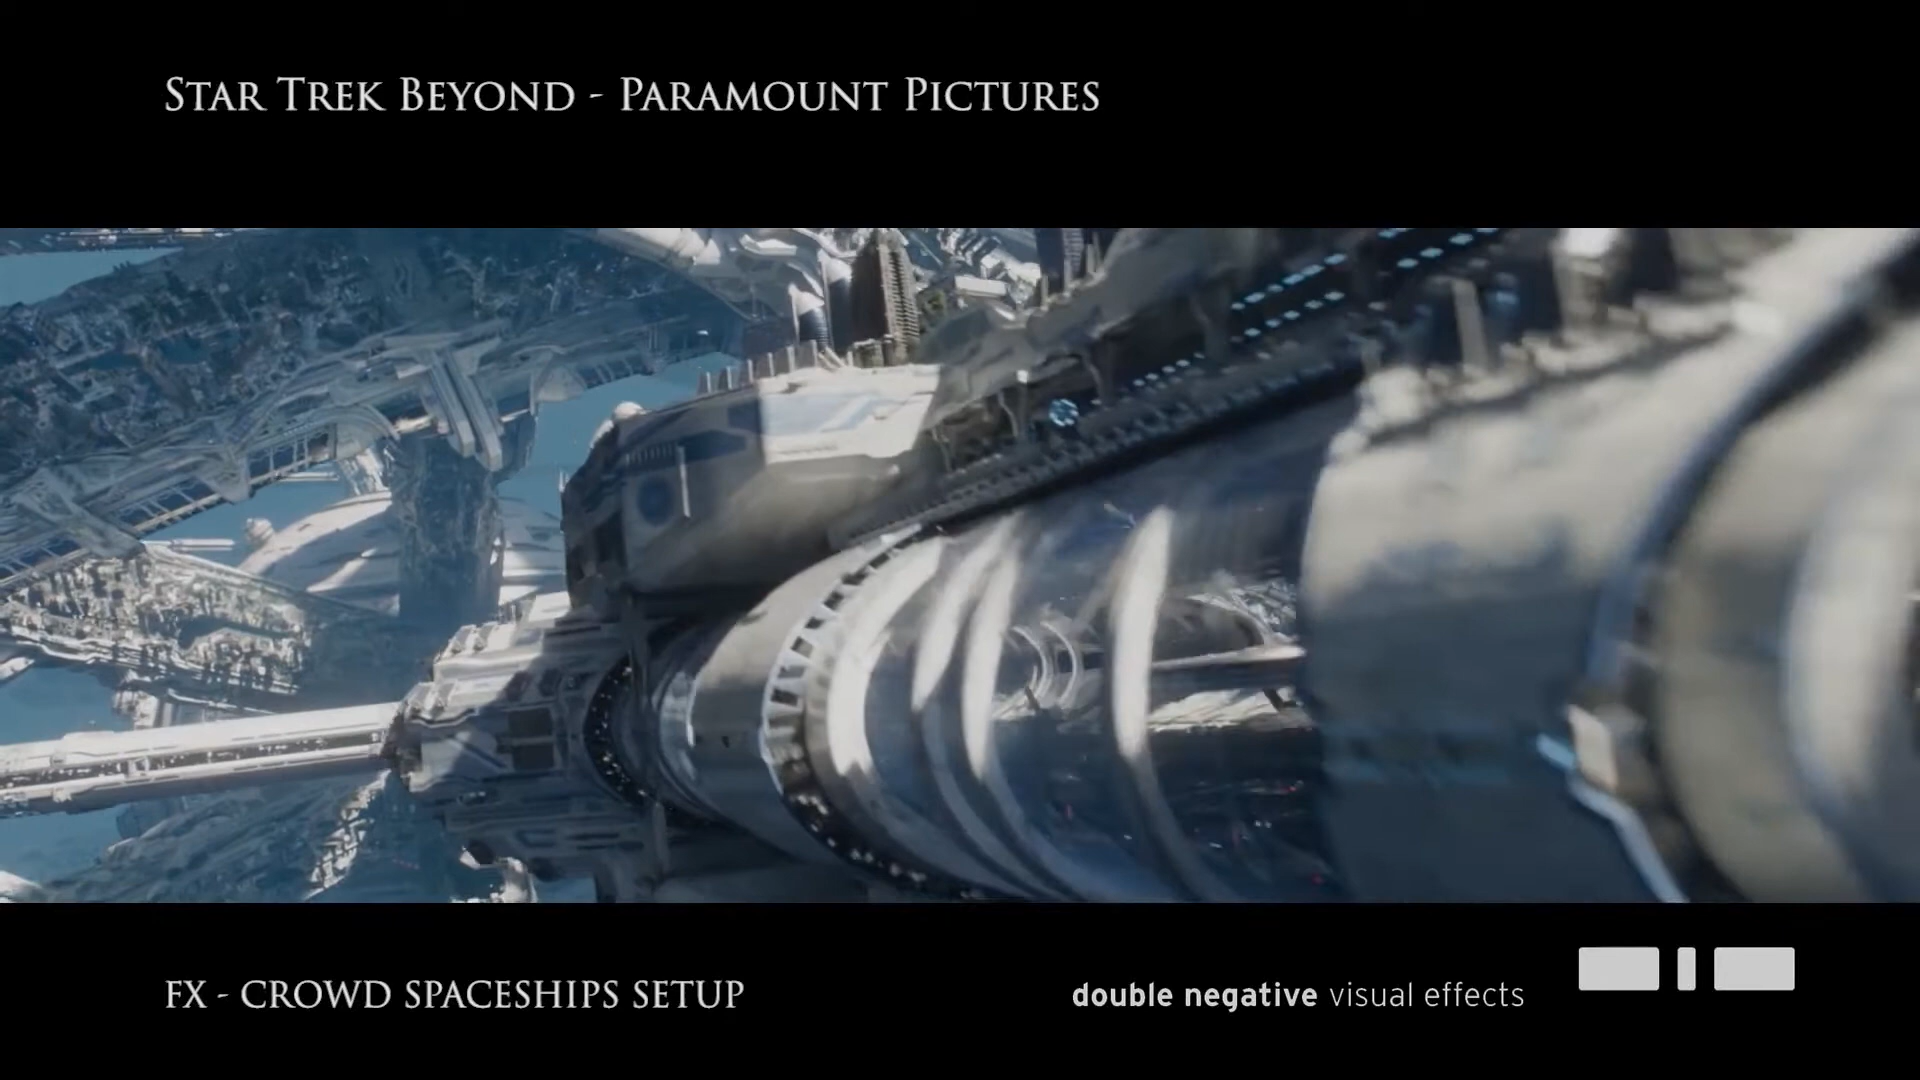 STAR TREK BEYOND - PARAMOUNT PICTURES
FX - CROWD SPACESHIPS SETUP
double negative visual effects